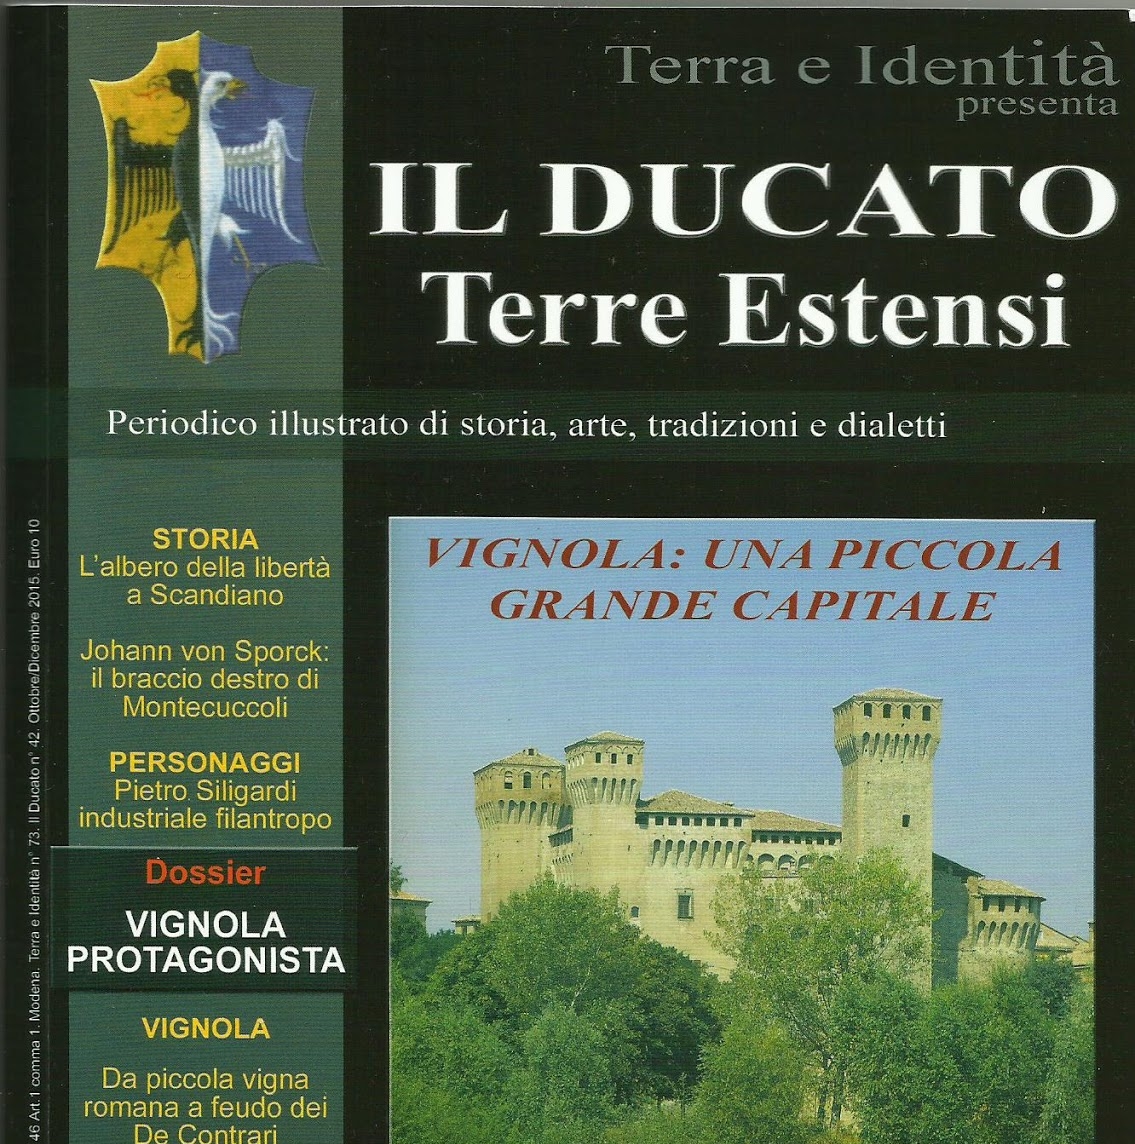 Terra e Identità
presenta
IL DUCATO
Terre Estensi
Periodico illustrato di storia, arte, tradizioni e dialetti
STORIA
L'albero della libertà
a Scandiano
Johann von Sporck:
il braccio destro di
Montecuccoli
PERSONAGGI
Pietro Siligardi
industriale filantropo
Dossier
VIGNOLA
PROTAGONISTA
VIGNOLA
Da piccola vigna
romana a feudo dei
De Contrari
VIGNOLA: UNA PICCOLA
GRANDE CAPITALE
46 Art.1 comma 1. Modena. Terra e Identità n° 73. Il Ducato n° 42. Ottobre/Dicembre 2015. Euro 10